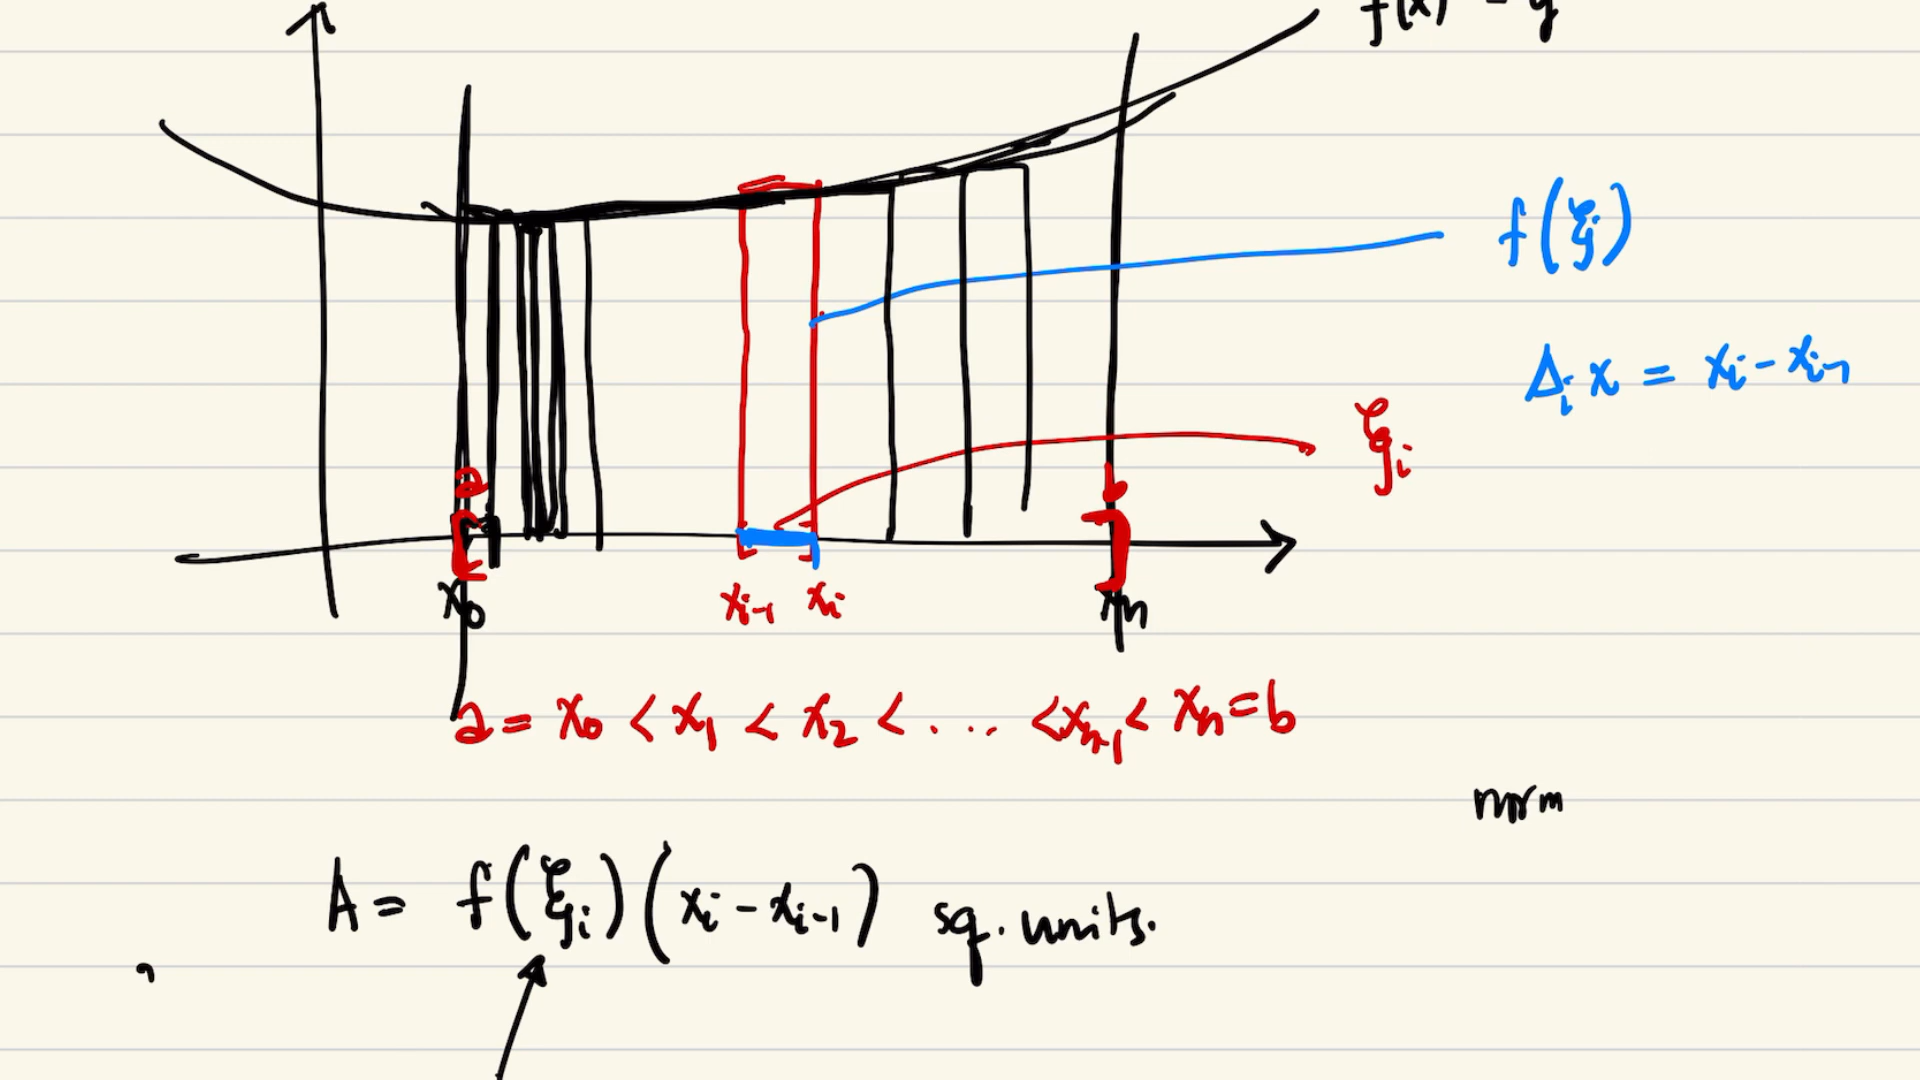 f(x) = y
f(ξi)
Δix = xi - xi-1
ξi
a
b
x0
xi-1
xi
xn
a = x0 < x1 < x2 < . ... < xn-1 < xn = b
norm
A = f(ξi)(xi - xi-1) sq. units.